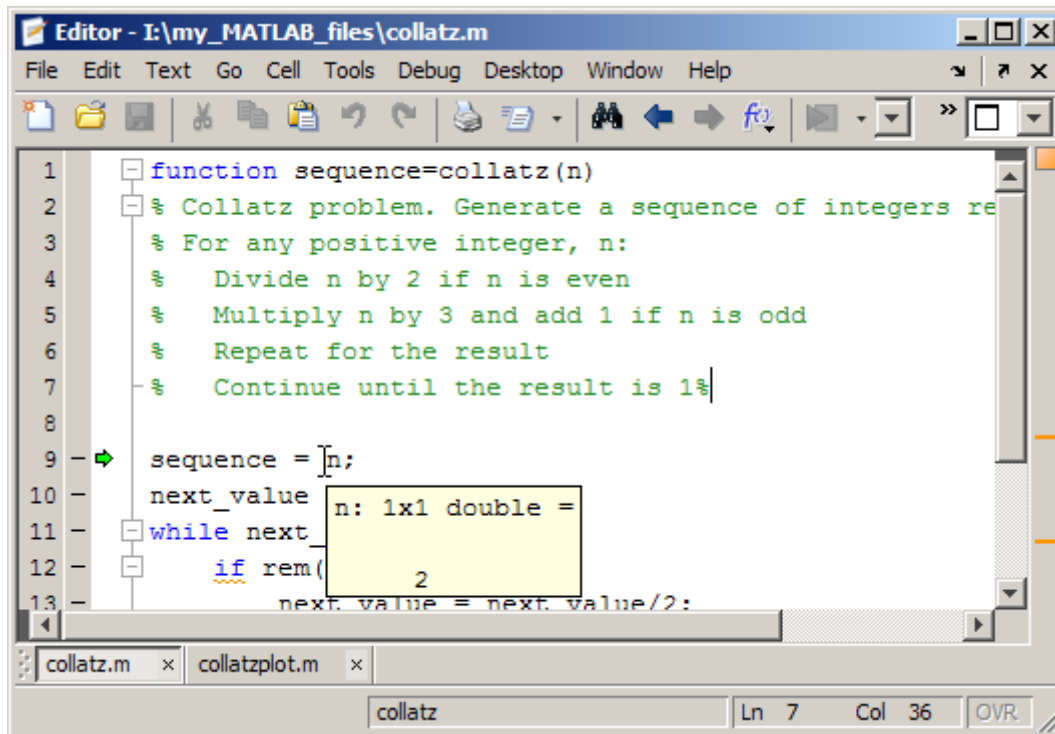 Editor - I:\my_MATLAB_files\collatz.m
File Edit Text Go Cell Tools Debug Desktop Window Help
1 function sequence=collatz(n)
2 % Collatz problem. Generate a sequence of integers re
3 % For any positive integer, n:
4 %   Divide n by 2 if n is even
5 %   Multiply n by 3 and add 1 if n is odd
6 %   Repeat for the result
7 %   Continue until the result is 1%
8
9 sequence = n;
10 next_value
n: 1x1 double =
11 while next_
12 if rem(
2
13 next_value = next_value/2;
collatz.m collatzplot.m
collatz Ln 7 Col 36 OVR